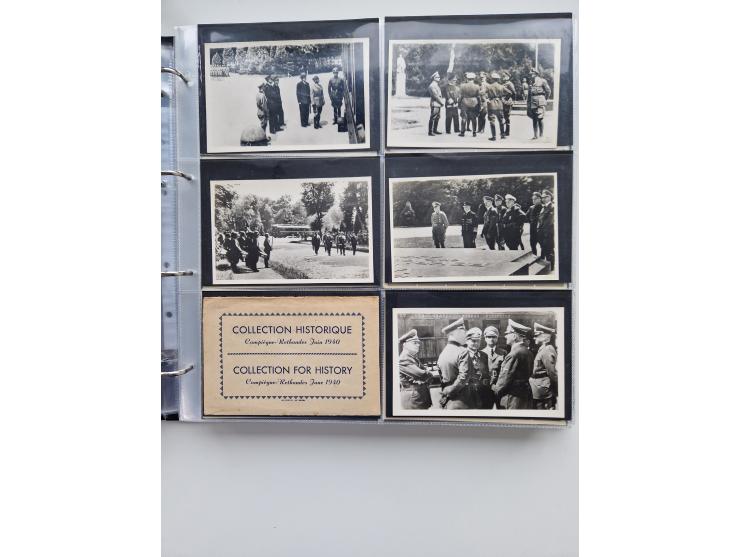 COLLECTION HISTORIQUE
Compiègne-Rethondes Juin 1940
COLLECTION FOR HISTORY
Compiègne-Rethondes June 1940